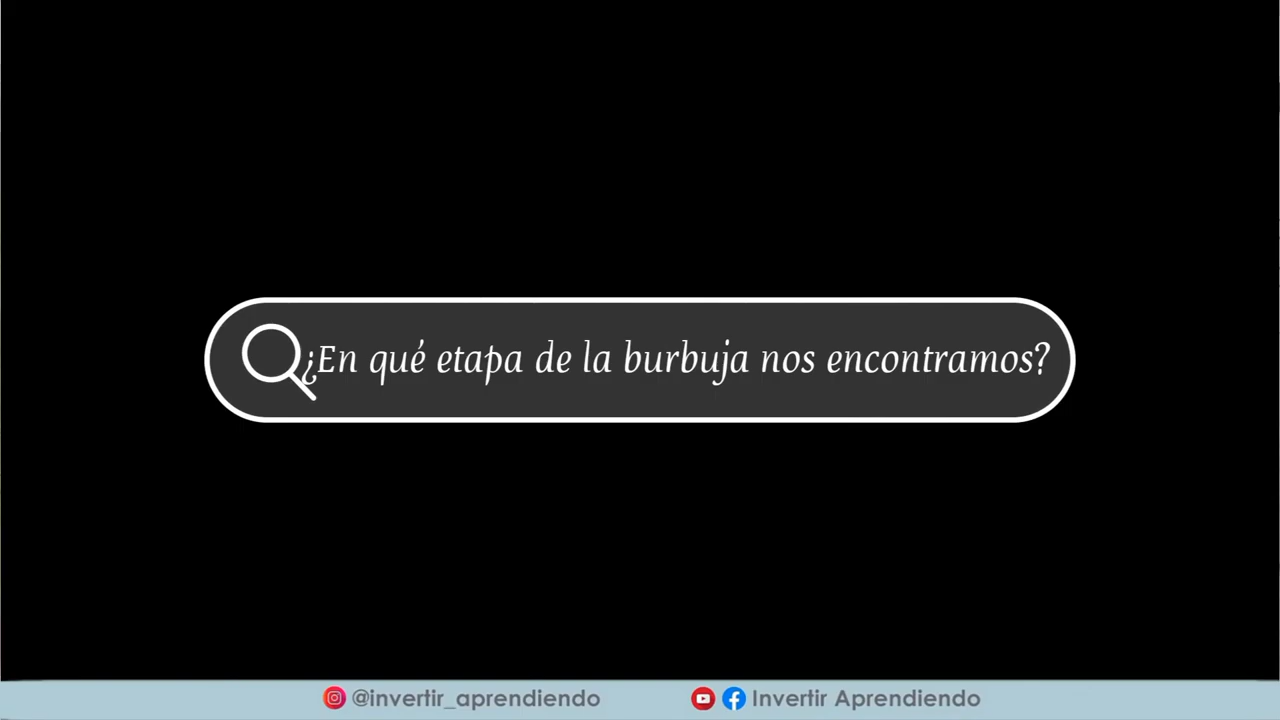 ¿En qué etapa de la burbuja nos encontramos?
@invertir_aprendiendo
Invertir Aprendiendo